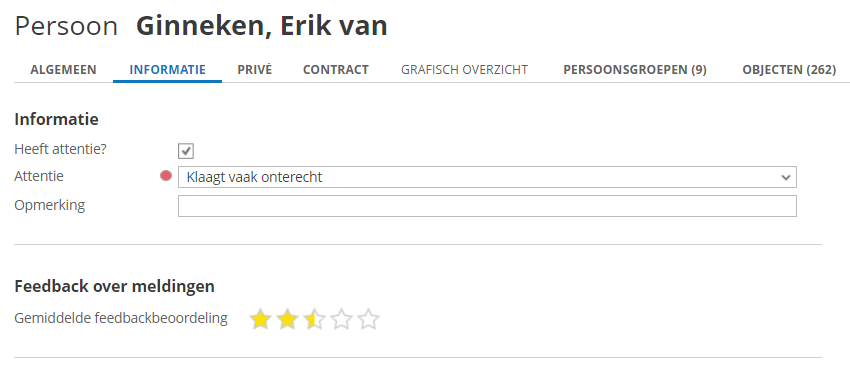 Persoon Ginneken, Erik van
ALGEMEEN INFORMATIE PRIVÉ CONTRACT GRAFISCH OVERZICHT PERSOONSGROEPEN (9) OBJECTEN (262)
Informatie
Heeft attentie?
Attentie Klaagt vaak onterecht
Opmerking
Feedback over meldingen
Gemiddelde feedbackbeoordeling